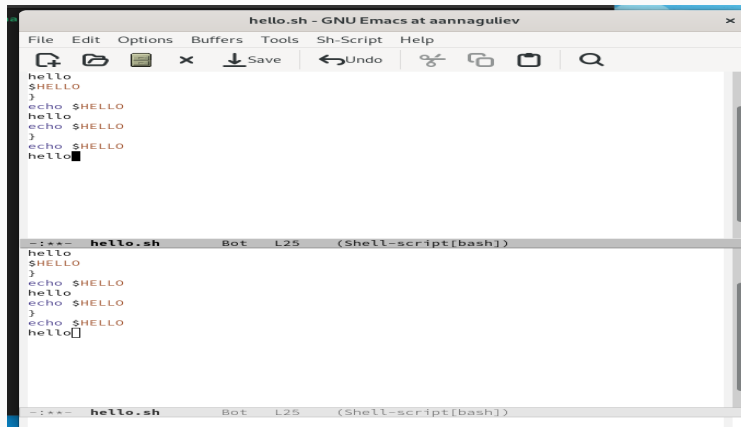 hello.sh - GNU Emacs at aannaguliev
File Edit Options Buffers Tools Sh-Script Help
Save Undo
hello
$HELLO
}
echo $HELLO
hello
echo $HELLO
}
echo $HELLO
hello
-:**- hello.sh Bot L25 (Shell-script[bash])
hello
$HELLO
}
echo $HELLO
hello
echo $HELLO
}
echo $HELLO
hello
-:**- hello.sh Bot L25 (Shell-script[bash])